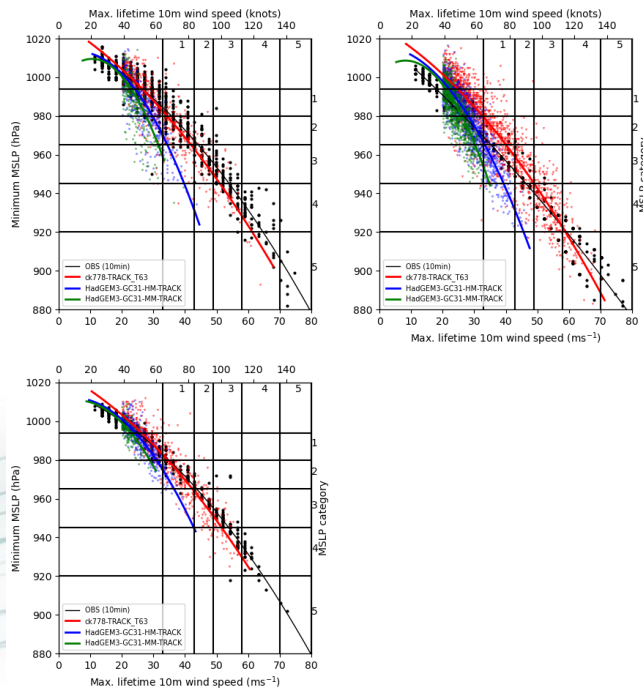 Max. lifetime 10m wind speed (knots)
0 20 40 60 80 100 120 140
1020
1000
980
960
940
920
900
880
Minimum MSLP (hPa)
1 2 3 4 5
1
2
3
4
5
OBS (10min)
ck778-TRACK_T63
HadGEM3-GC31-HM-TRACK
HadGEM3-GC31-MM-TRACK
0 10 20 30 40 50 60 70 80
Max. lifetime 10m wind speed (ms⁻¹)
Max. lifetime 10m wind speed (knots)
0 20 40 60 80 100 120 140
1020
1000
980
960
940
920
900
880
1 2 3 4 5
1
2
3
4
5
MSLP category
OBS (10min)
ck778-TRACK_T63
HadGEM3-GC31-HM-TRACK
HadGEM3-GC31-MM-TRACK
0 10 20 30 40 50 60 70 80
Max. lifetime 10m wind speed (ms⁻¹)
0 20 40 60 80 100 120 140
1020
1000
980
960
940
920
900
880
Minimum MSLP (hPa)
1 2 3 4 5
1
2
3
4
5
MSLP category
OBS (10min)
ck778-TRACK_T63
HadGEM3-GC31-HM-TRACK
HadGEM3-GC31-MM-TRACK
0 10 20 30 40 50 60 70 80
Max. lifetime 10m wind speed (ms⁻¹)